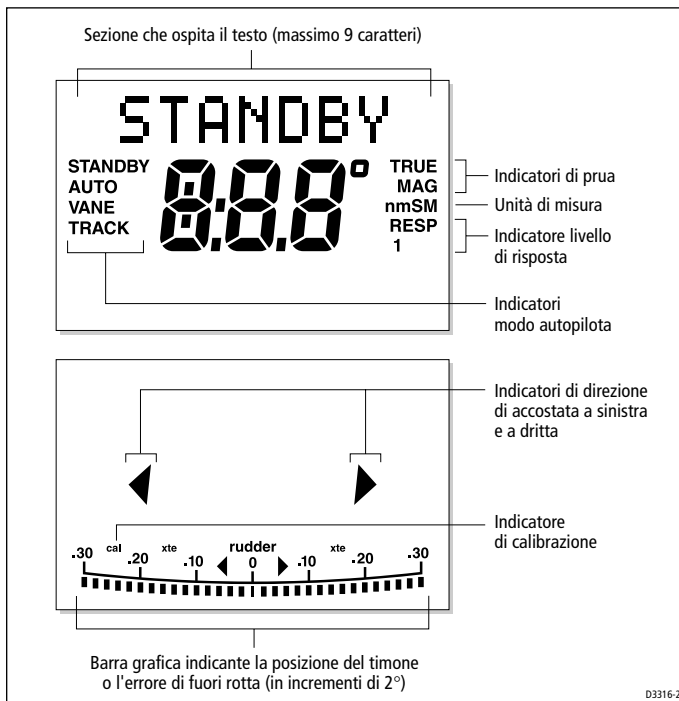 Sezione che ospita il testo (massimo 9 caratteri)
STANDBY
STANDBY
AUTO
VANE
TRACK
8:8.8°
TRUE
MAG
nmSM
RESP
1
Indicatori di prua
Unità di misura
Indicatore livello
di risposta
Indicatori
modo autopilota
Indicatori di direzione
di accostata a sinistra
e a dritta
Indicatore
di calibrazione
.30 cal .20 xte .10 rudder 0 .10 xte .20 .30
Barra grafica indicante la posizione del timone
o l'errore di fuori rotta (in incrementi di 2°)
D3316-2